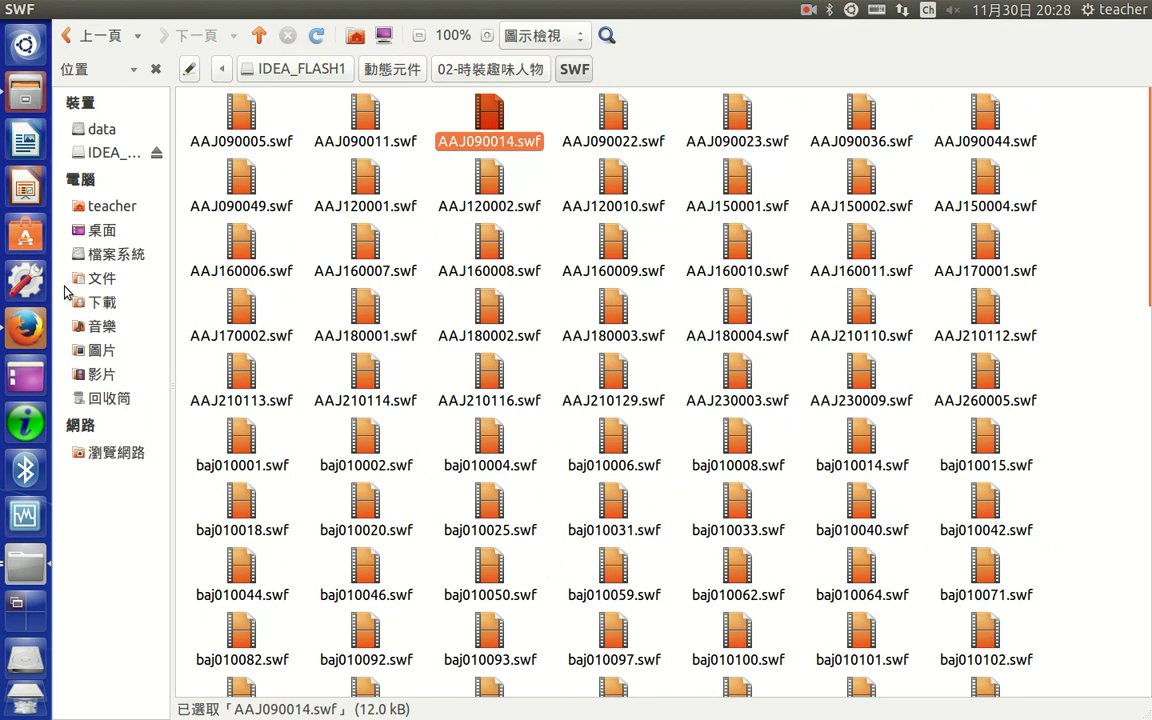 SWF
Ch
11月30日 20:28
teacher
上一頁
下一頁
100%
圖示檢視
位置
IDEA_FLASH1
動態元件
02-時裝趣味人物
SWF
裝置
data
IDEA_...
電腦
teacher
桌面
檔案系統
文件
下載
音樂
圖片
影片
回收筒
網路
瀏覽網路
AAJ090005.swf AAJ090011.swf AAJ090014.swf AAJ090022.swf AAJ090023.swf AAJ090036.swf AAJ090044.swf
AAJ090049.swf AAJ120001.swf AAJ120002.swf AAJ120010.swf AAJ150001.swf AAJ150002.swf AAJ150004.swf
AAJ160006.swf AAJ160007.swf AAJ160008.swf AAJ160009.swf AAJ160010.swf AAJ160011.swf AAJ170001.swf
AAJ170002.swf AAJ180001.swf AAJ180002.swf AAJ180003.swf AAJ180004.swf AAJ210110.swf AAJ210112.swf
AAJ210113.swf AAJ210114.swf AAJ210116.swf AAJ210129.swf AAJ230003.swf AAJ230009.swf AAJ260005.swf
baj010001.swf baj010002.swf baj010004.swf baj010006.swf baj010008.swf baj010014.swf baj010015.swf
baj010018.swf baj010020.swf baj010025.swf baj010031.swf baj010033.swf baj010040.swf baj010042.swf
baj010044.swf baj010046.swf baj010050.swf baj010059.swf baj010062.swf baj010064.swf baj010071.swf
baj010082.swf baj010092.swf baj010093.swf baj010097.swf baj010100.swf baj010101.swf baj010102.swf
已選取「AAJ090014.swf」 (12.0 kB)